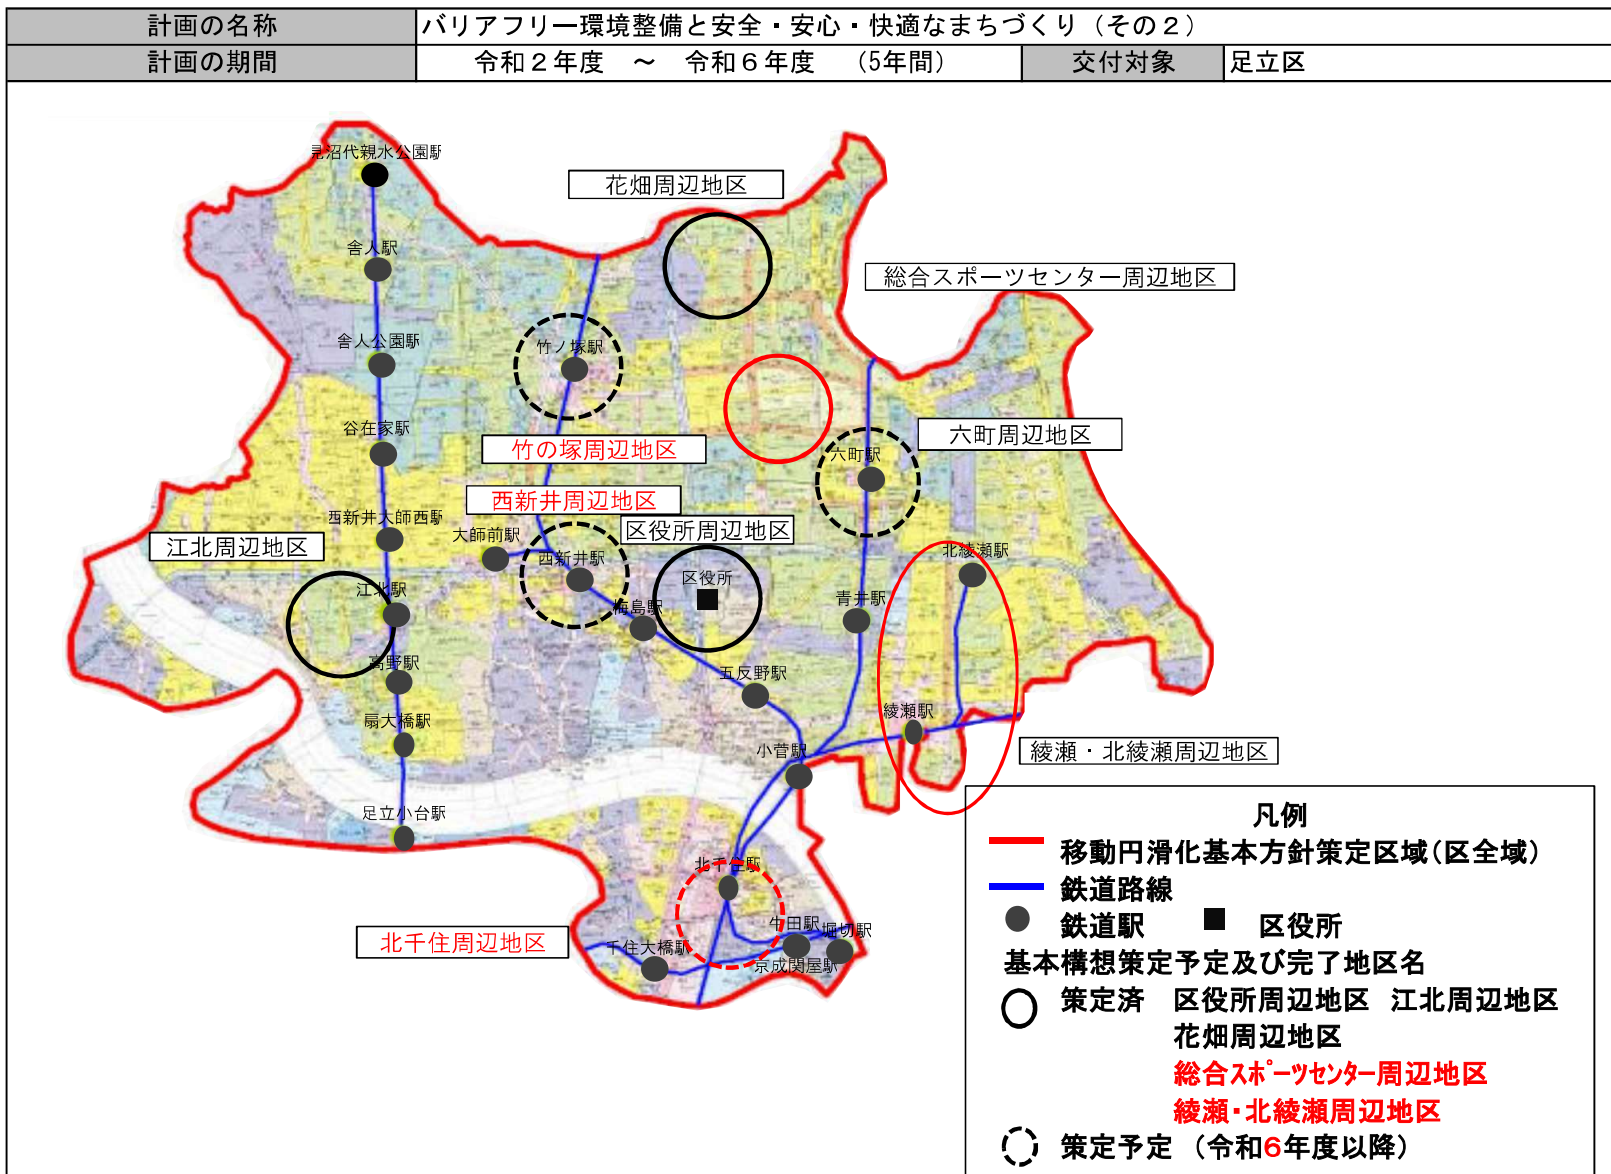 計画の名称 バリアフリー環境整備と安全・安心・快適なまちづくり（その２）
計画の期間 令和２年度 ～ 令和６年度 （5年間） 交付対象 足立区
見沼代親水公園駅
花畑周辺地区
舎人駅
総合スポーツセンター周辺地区
舎人公園駅
竹ノ塚駅
谷在家駅
竹の塚周辺地区
六町周辺地区
六町駅
西新井周辺地区
西新井大師西駅
大師前駅
区役所周辺地区
江北周辺地区
西新井駅
北綾瀬駅
区役所
江北駅
梅島駅
青井駅
高野駅
五反野駅
扇大橋駅
綾瀬駅
小菅駅
綾瀬・北綾瀬周辺地区
足立小台駅
北千住駅
牛田駅
堀切駅
北千住周辺地区
千住大橋駅
京成関屋駅
凡例
移動円滑化基本方針策定区域（区全域）
鉄道路線
鉄道駅 区役所
基本構想策定予定及び完了地区名
策定済 区役所周辺地区 江北周辺地区
花畑周辺地区
総合ｽﾎﾟｰﾂｾﾝﾀｰ周辺地区
綾瀬・北綾瀬周辺地区
策定予定 （令和６年度以降）